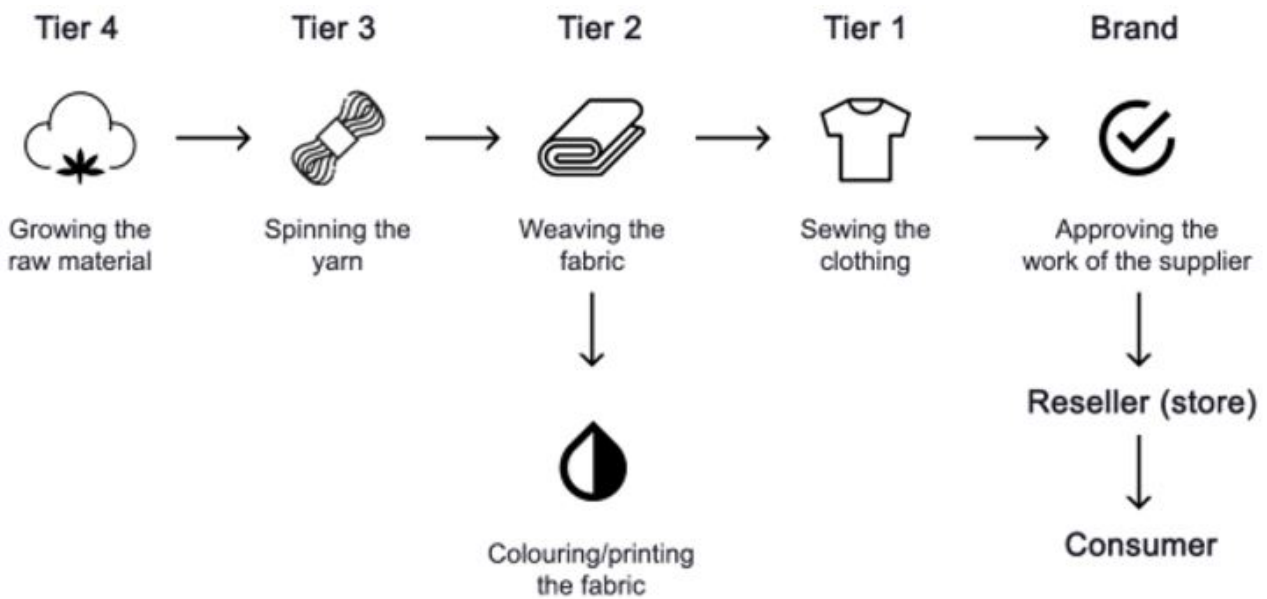 Tier 4
Tier 3
Tier 2
Tier 1
Brand
Growing the
raw material
Spinning the
yarn
Weaving the
fabric
Sewing the
clothing
Approving the
work of the supplier
Reseller (store)
Consumer
Colouring/printing
the fabric